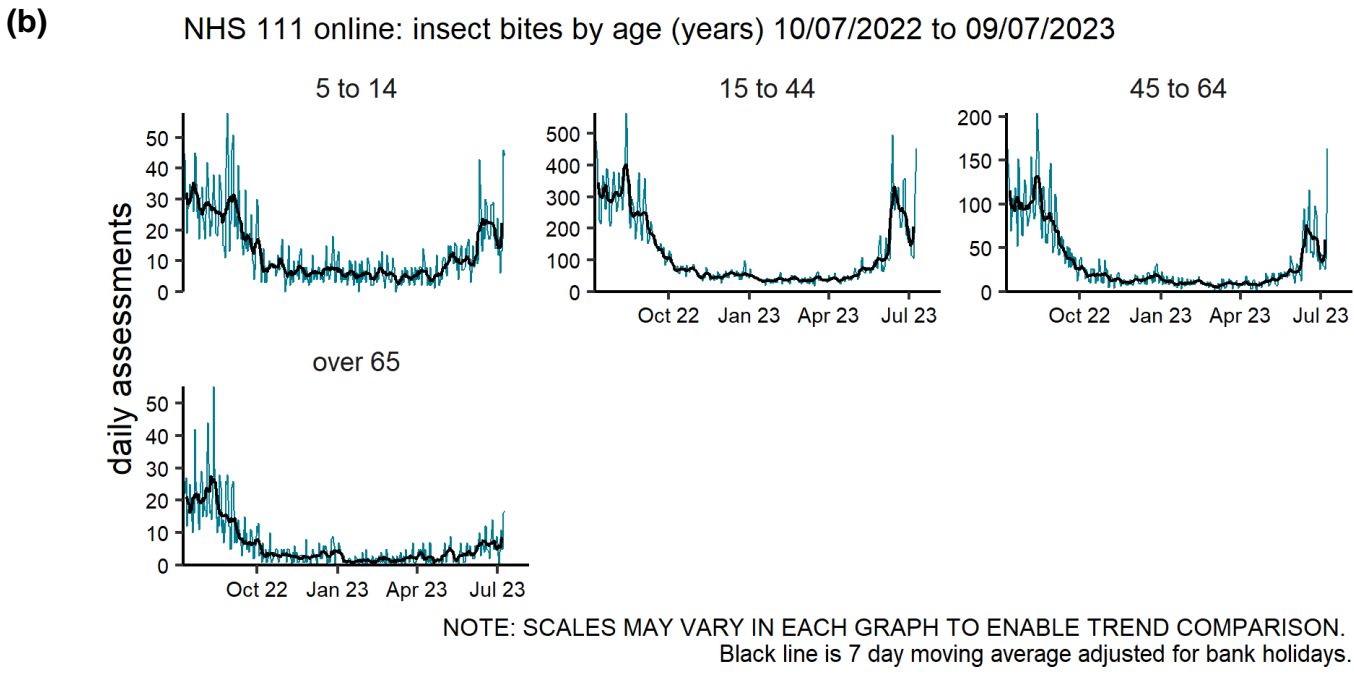 (b)
NHS 111 online: insect bites by age (years) 10/07/2022 to 09/07/2023
daily assessments
5 to 14
50
40
30
20
10
0
15 to 44
500
400
300
200
100
0
Oct 22 Jan 23 Apr 23 Jul 23
45 to 64
200
150
100
50
0
Oct 22 Jan 23 Apr 23 Jul 23
over 65
50
40
30
20
10
0
Oct 22 Jan 23 Apr 23 Jul 23
NOTE: SCALES MAY VARY IN EACH GRAPH TO ENABLE TREND COMPARISON.
Black line is 7 day moving average adjusted for bank holidays.